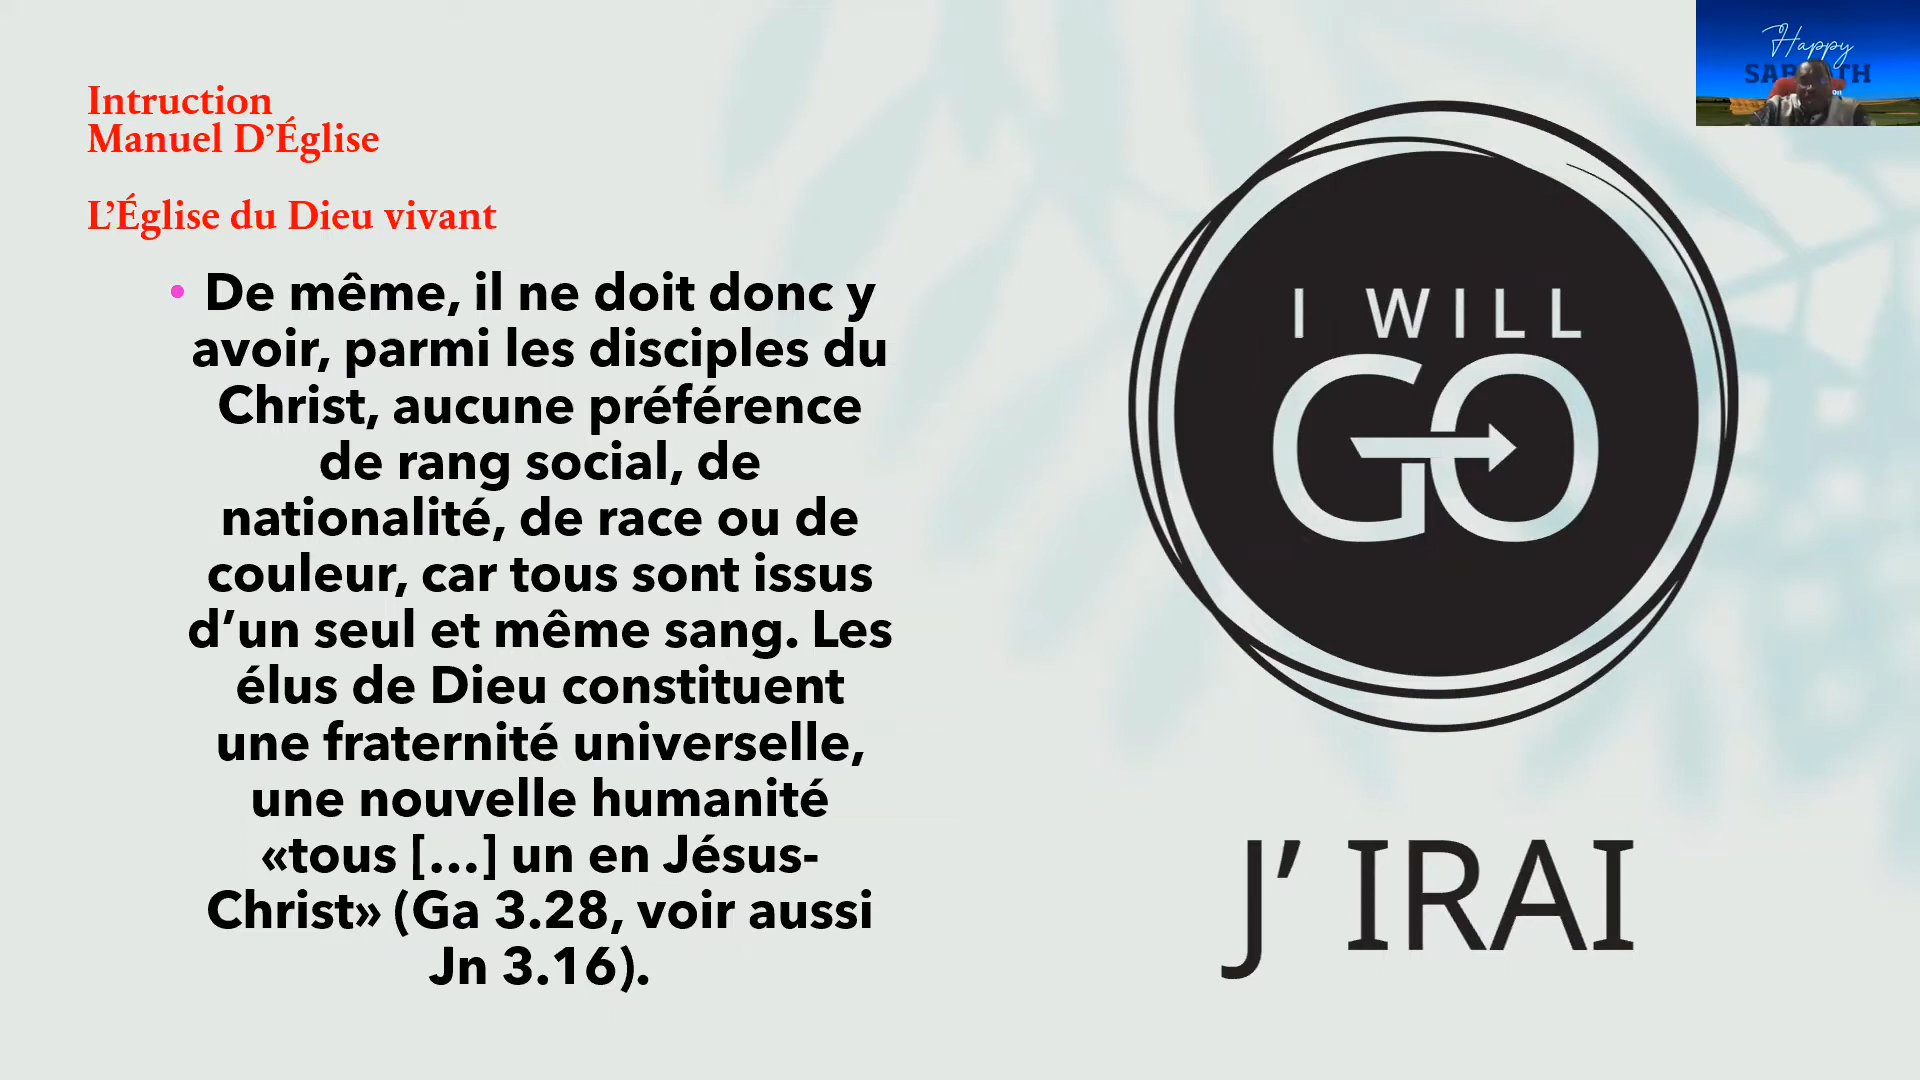 Intruction
Manuel D’Église
L’Église du Dieu vivant
• De même, il ne doit donc y
avoir, parmi les disciples du
Christ, aucune préférence
de rang social, de
nationalité, de race ou de
couleur, car tous sont issus
d’un seul et même sang. Les
élus de Dieu constituent
une fraternité universelle,
une nouvelle humanité
«tous […] un en Jésus-
Christ» (Ga 3.28, voir aussi
Jn 3.16).
I WILL
GO
J’ IRAI
Happy